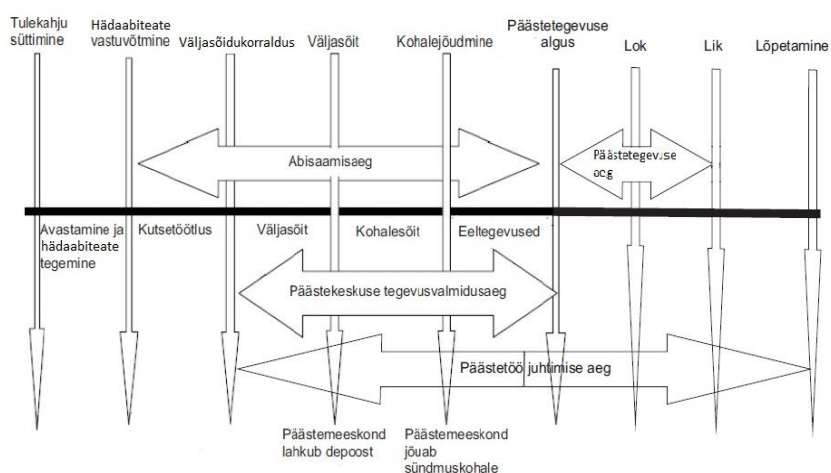 Tulekahju
süttimine
Hädaabiteate
vastuvõtmine
Väljasõidukorraldus
Väljasõit
Kohalejõudmine
Päästetegevuse
algus
Lok
Lik
Lõpetamine
Abisaamisaeg
Päästetegevuse
aeg
Avastamine ja
hädaabiteate
tegemine
Kutsetöötlus
Väljasõit
Kohalesõit
Eeltegevused
Päästekeskuse tegevusvalmidusaeg
Päästetöö juhtimise aeg
Päästemeeskond
lahkub depoost
Päästemeeskond
jõuab
sündmuskohale